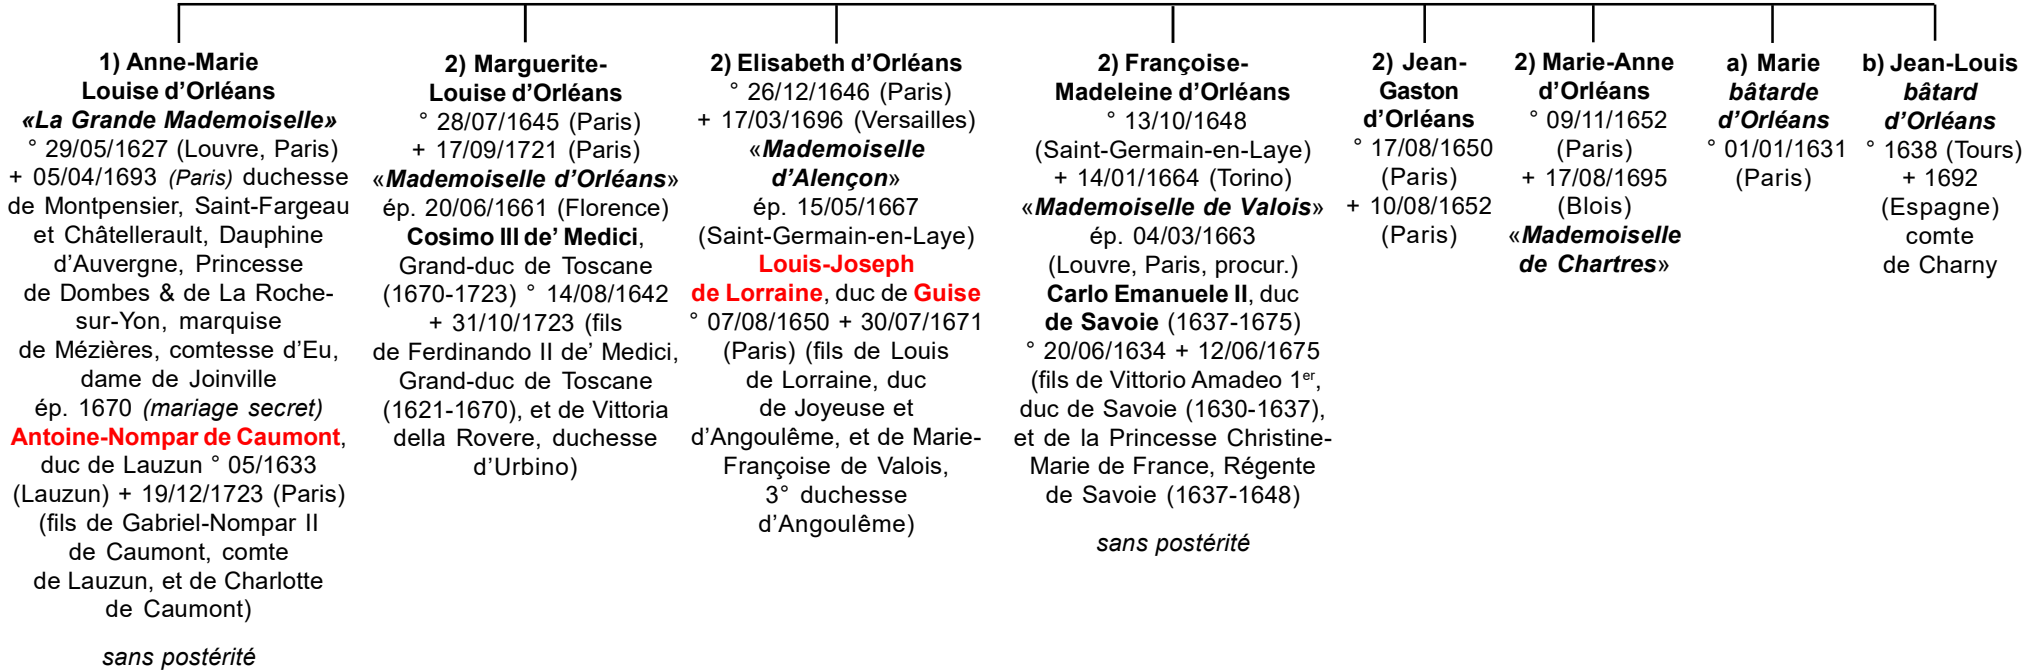 1) Anne-Marie
Louise d’Orléans
«La Grande Mademoiselle»
° 29/05/1627 (Louvre, Paris)
+ 05/04/1693 (Paris) duchesse
de Montpensier, Saint-Fargeau
et Châtellerault, Dauphine
d’Auvergne, Princesse
de Dombes & de La Roche-
sur-Yon, marquise
de Mézières, comtesse d’Eu,
dame de Joinville
ép. 1670 (mariage secret)
Antoine-Nompar de Caumont,
duc de Lauzun ° 05/1633
(Lauzun) + 19/12/1723 (Paris)
(fils de Gabriel-Nompar II
de Caumont, comte
de Lauzun, et de Charlotte
de Caumont)
sans postérité
2) Marguerite-
Louise d’Orléans
° 28/07/1645 (Paris)
+ 17/09/1721 (Paris)
«Mademoiselle d’Orléans»
ép. 20/06/1661 (Florence)
Cosimo III de’ Medici,
Grand-duc de Toscane
(1670-1723) ° 14/08/1642
+ 31/10/1723 (fils
de Ferdinando II de’ Medici,
Grand-duc de Toscane
(1621-1670), et de Vittoria
della Rovere, duchesse
d’Urbino)
2) Elisabeth d’Orléans
° 26/12/1646 (Paris)
+ 17/03/1696 (Versailles)
«Mademoiselle
d’Alençon»
ép. 15/05/1667
(Saint-Germain-en-Laye)
Louis-Joseph
de Lorraine, duc de Guise
° 07/08/1650 + 30/07/1671
(Paris) (fils de Louis
de Lorraine, duc
de Joyeuse et
d’Angoulême, et de Marie-
Françoise de Valois,
3° duchesse
d’Angoulême)
2) Françoise-
Madeleine d’Orléans
° 13/10/1648
(Saint-Germain-en-Laye)
+ 14/01/1664 (Torino)
«Mademoiselle de Valois»
ép. 04/03/1663
(Louvre, Paris, procur.)
Carlo Emanuele II, duc
de Savoie (1637-1675)
° 20/06/1634 + 12/06/1675
(fils de Vittorio Amadeo 1er,
duc de Savoie (1630-1637),
et de la Princesse Christine-
Marie de France, Régente
de Savoie (1637-1648)
sans postérité
2) Jean-
Gaston
d’Orléans
° 17/08/1650
(Paris)
+ 10/08/1652
(Paris)
2) Marie-Anne
d’Orléans
° 09/11/1652
(Paris)
+ 17/08/1695
(Blois)
«Mademoiselle
de Chartres»
a) Marie
bâtarde
d’Orléans
° 01/01/1631
(Paris)
b) Jean-Louis
bâtard
d’Orléans
° 1638 (Tours)
+ 1692
(Espagne)
comte
de Charny